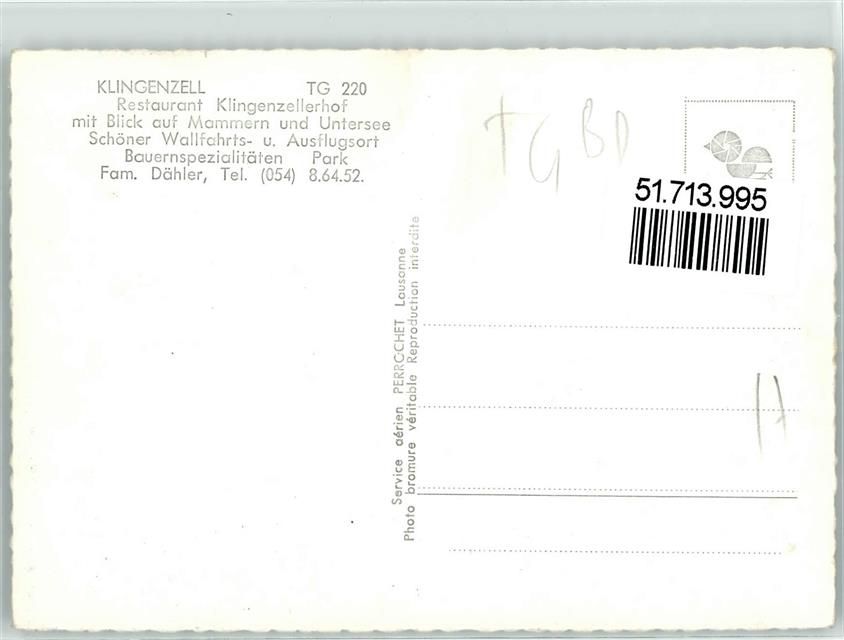 KLINGENZELL TG 220
Restaurant Klingenzellerhof
mit Blick auf Mammern und Untersee
Schöner Wallfahrts- u. Ausflugsort
Bauernspezialitäten Park
Fam. Dähler, Tel. (054) 8.64.52.
TG BD
51.713.995
Service aérien PERROCHET Lausanne
Photo bromure véritable Reproduction interdite